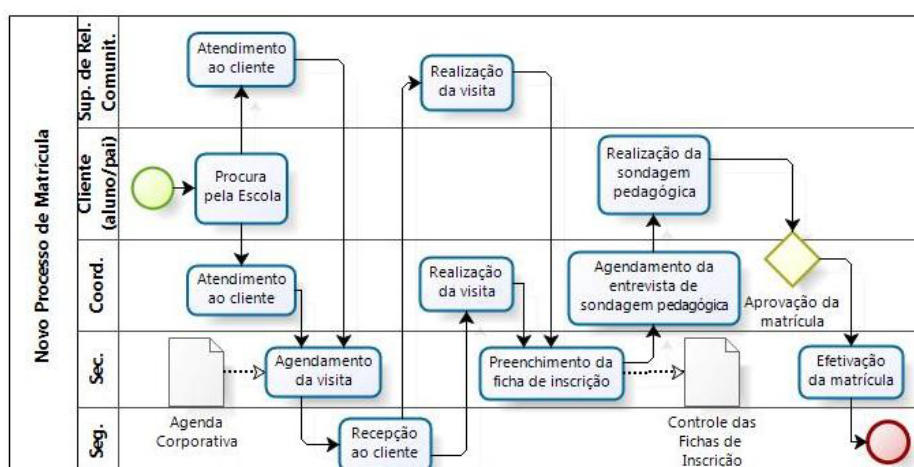 Novo Processo de Matrícula
Sup. de Rel.
Comunit.
Atendimento
ao cliente
Realização
da visita
Cliente
(aluno/pai)
Procura
pela Escola
Realização da
sondagem
pedagógica
Coord.
Atendimento
ao cliente
Realização
da visita
Agendamento da
entrevista de
sondagem pedagógica
Aprovação da
matrícula
Sec.
Agendamento
da visita
Preenchimento da
ficha de inscrição
Efetivação
da matrícula
Agenda
Corporativa
Controle das
Fichas de
Inscrição
Seg.
Recepção
ao cliente